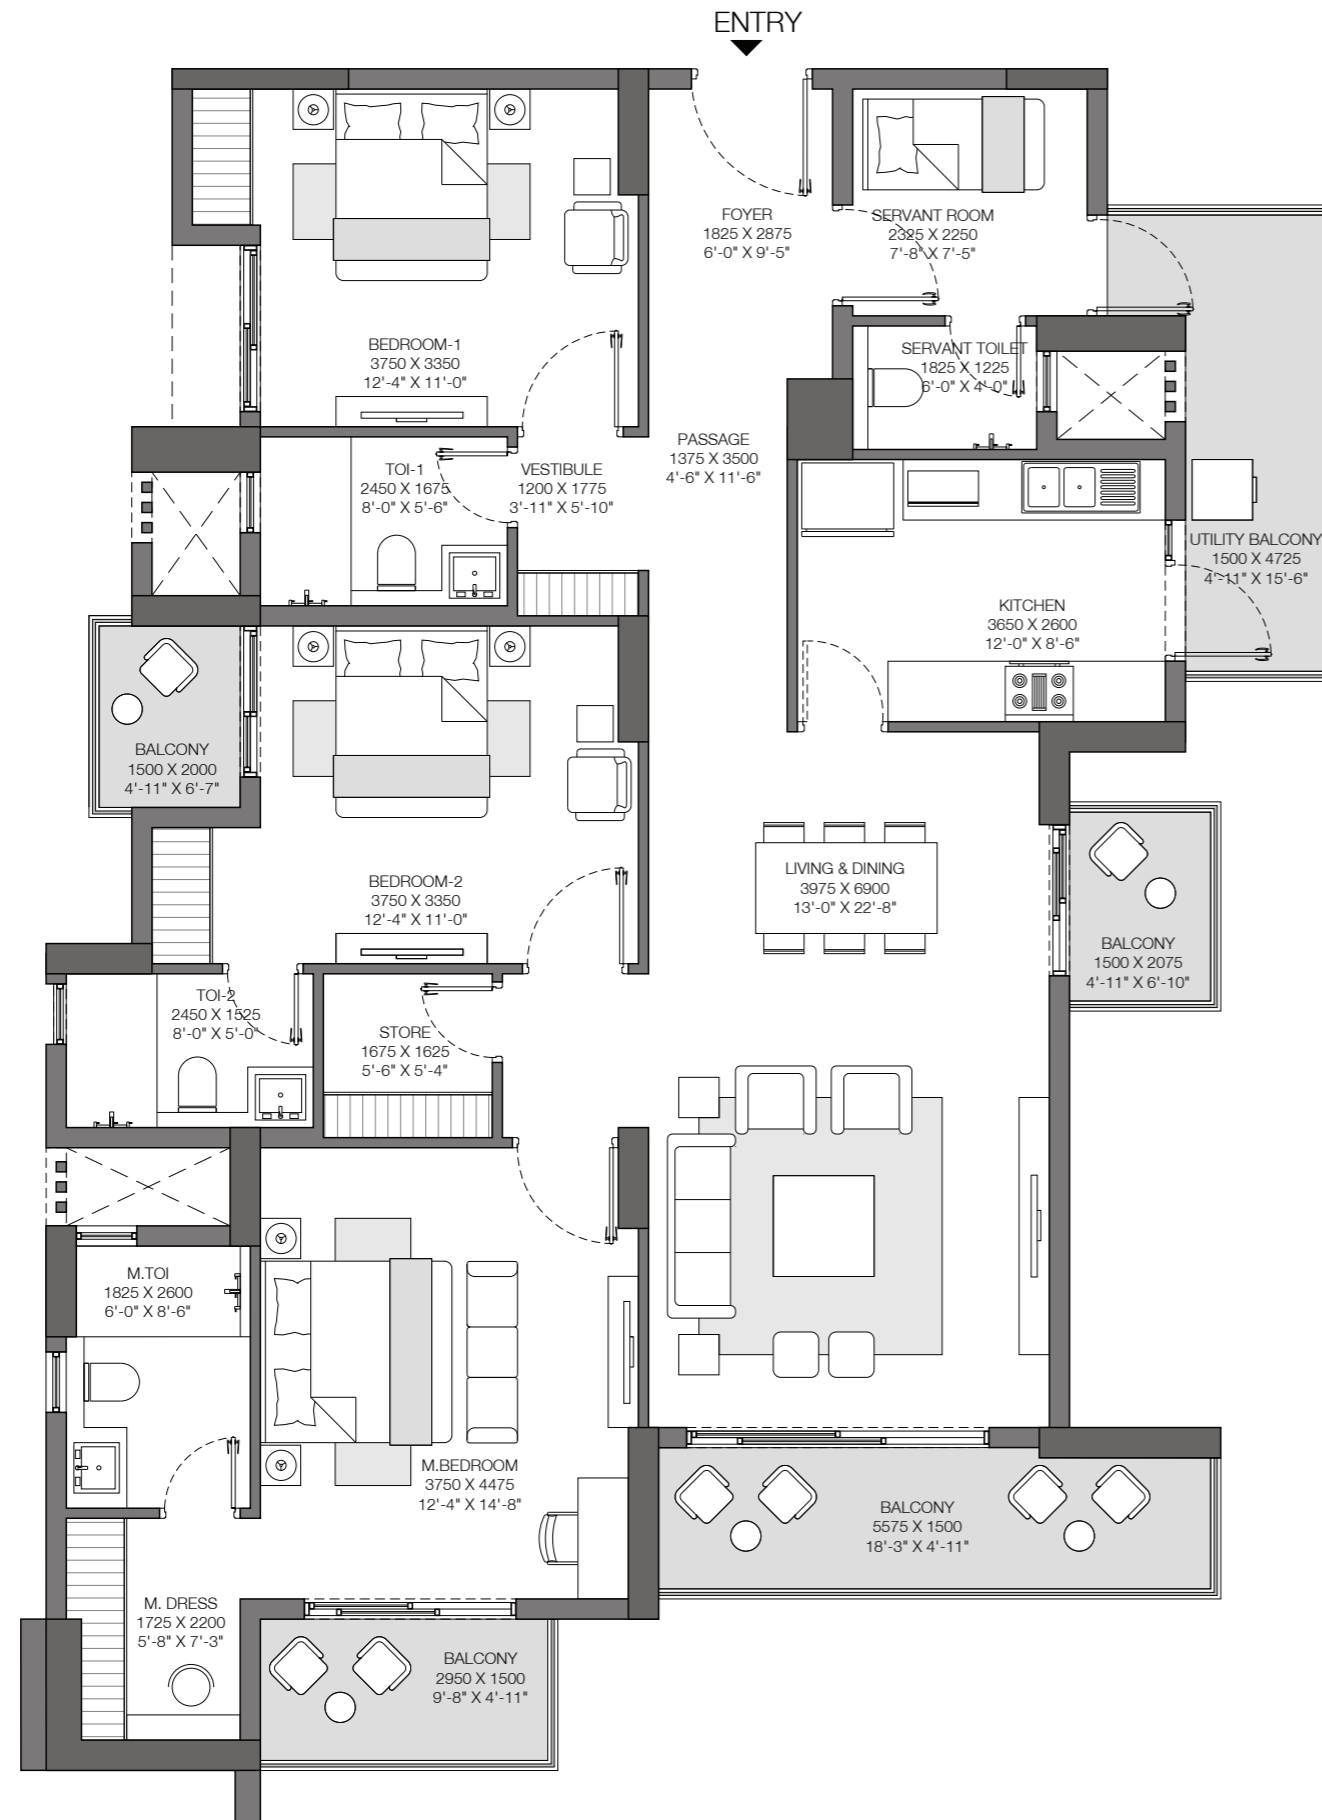 ENTRY
FOYER
1825 X 2875
6'-0" X 9'-5"
SERVANT ROOM
2325 X 2250
7'-8" X 7'-5"
BEDROOM-1
3750 X 3350
12'-4" X 11'-0"
SERVANT TOILET
1825 X 1225
6'-0" X 4'-0"
TOI-1
2450 X 1675
8'-0" X 5'-6"
VESTIBULE
1200 X 1775
3'-11" X 5'-10"
PASSAGE
1375 X 3500
4'-6" X 11'-6"
UTILITY BALCONY
1500 X 4725
4'-11" X 15'-6"
KITCHEN
3650 X 2600
12'-0" X 8'-6"
BALCONY
1500 X 2000
4'-11" X 6'-7"
BEDROOM-2
3750 X 3350
12'-4" X 11'-0"
LIVING & DINING
3975 X 6900
13'-0" X 22'-8"
BALCONY
1500 X 2075
4'-11" X 6'-10"
TOI-2
2450 X 1525
8'-0" X 5'-0"
STORE
1675 X 1625
5'-6" X 5'-4"
M.TOI
1825 X 2600
6'-0" X 8'-6"
M.BEDROOM
3750 X 4475
12'-4" X 14'-8"
BALCONY
5575 X 1500
18'-3" X 4'-11"
M. DRESS
1725 X 2200
5'-8" X 7'-3"
BALCONY
2950 X 1500
9'-8" X 4'-11"